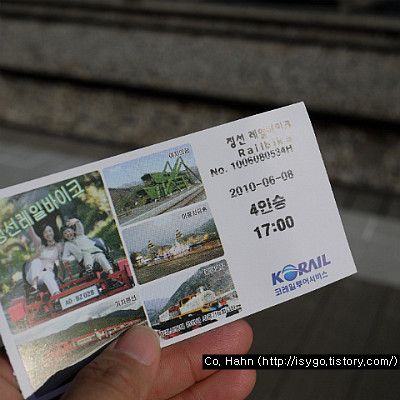 정선 레일바이크
Railbike
No. 1006080534H
2010-06-08
4인승
17:00
KORAIL
코레일투어서비스
정선레일바이크
Co, Hahn (http://isygo.tistory.com/)